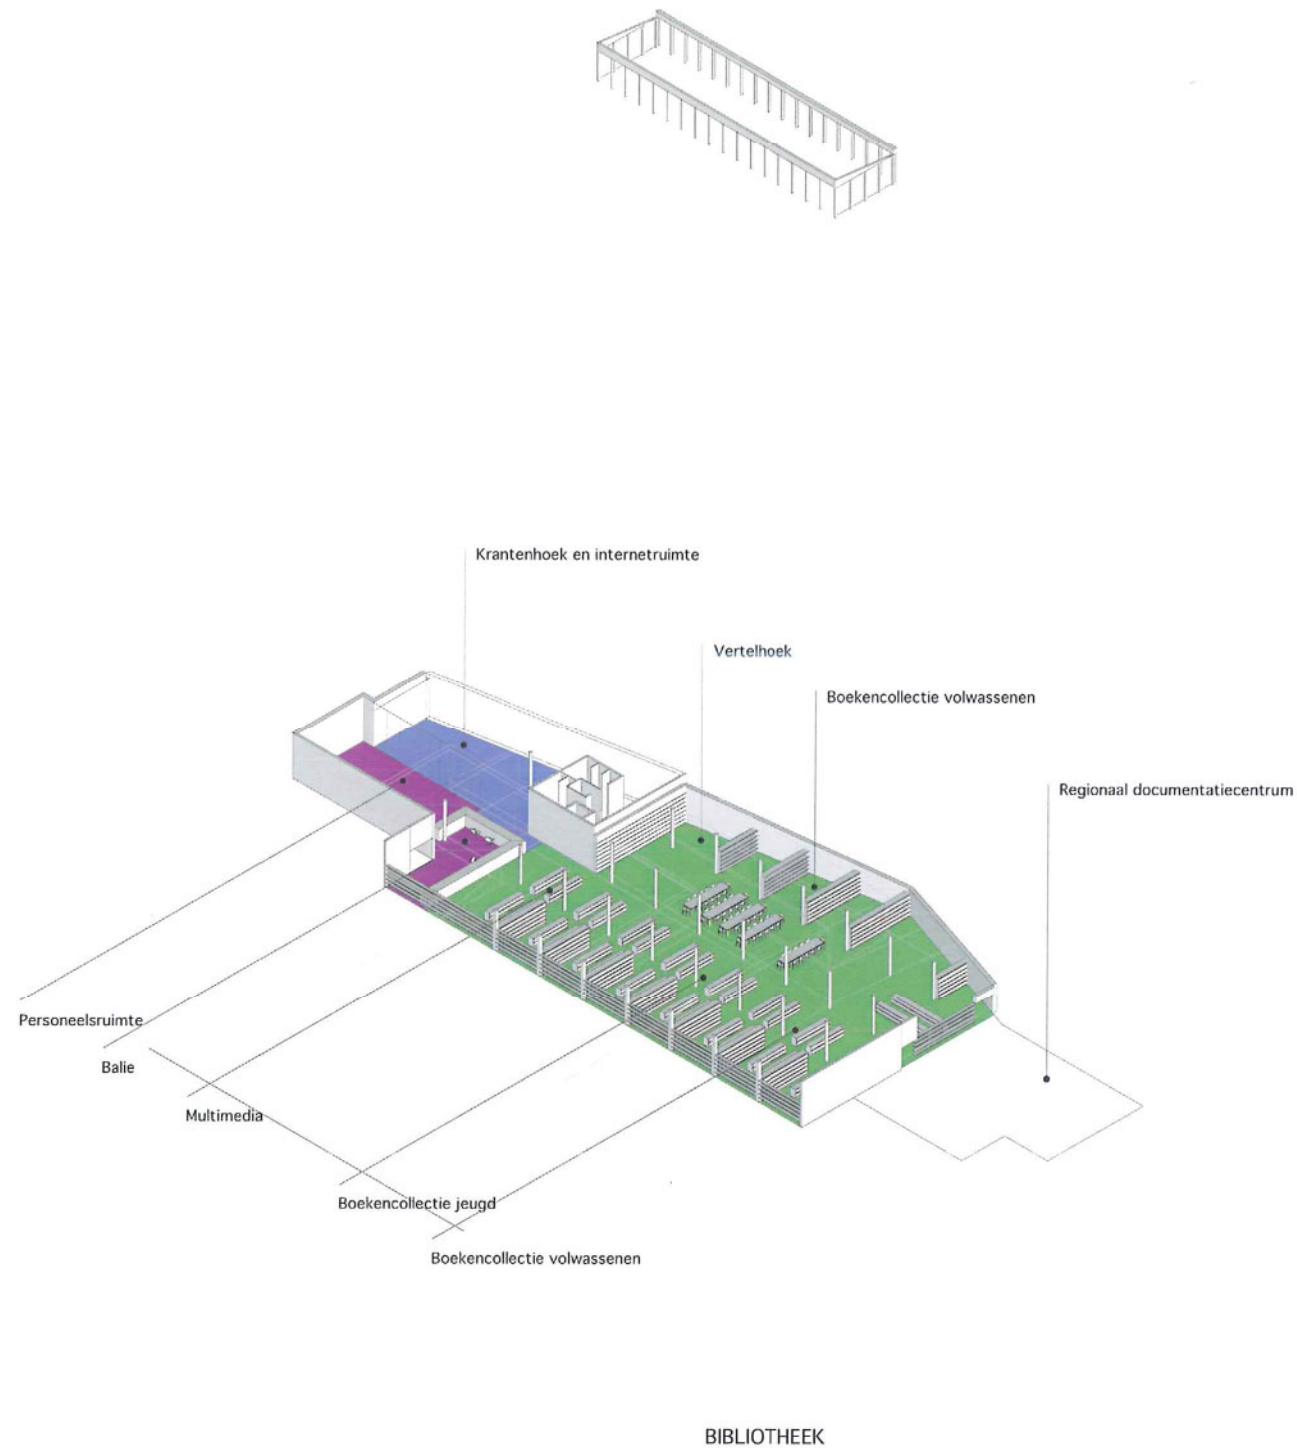 Krantenhoek en internetruimte
Vertelhoek
Boekencollectie volwassenen
Regionaal documentatiecentrum
Personeelsruimte
Balie
Multimedia
Boekencollectie jeugd
Boekencollectie volwassenen
BIBLIOTHEEK